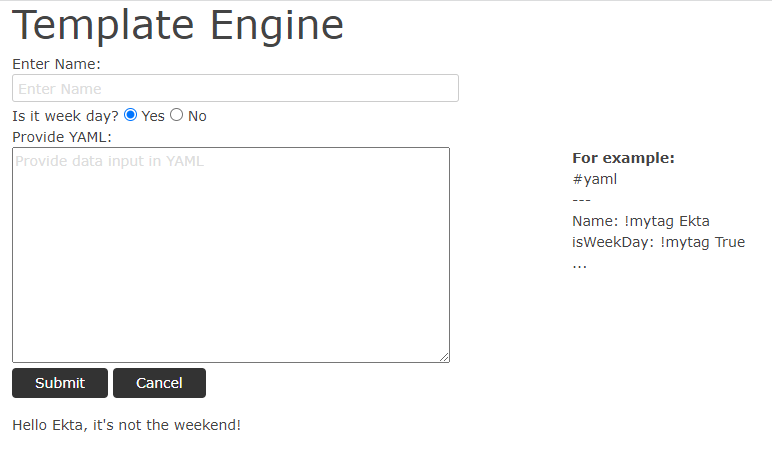 Template Engine
Enter Name:
Enter Name
Is it week day? Yes No
Provide YAML:
Provide data input in YAML
For example:
#yaml
---
Name: !mytag Ekta
isWeekDay: !mytag True
...
Submit Cancel
Hello Ekta, it's not the weekend!